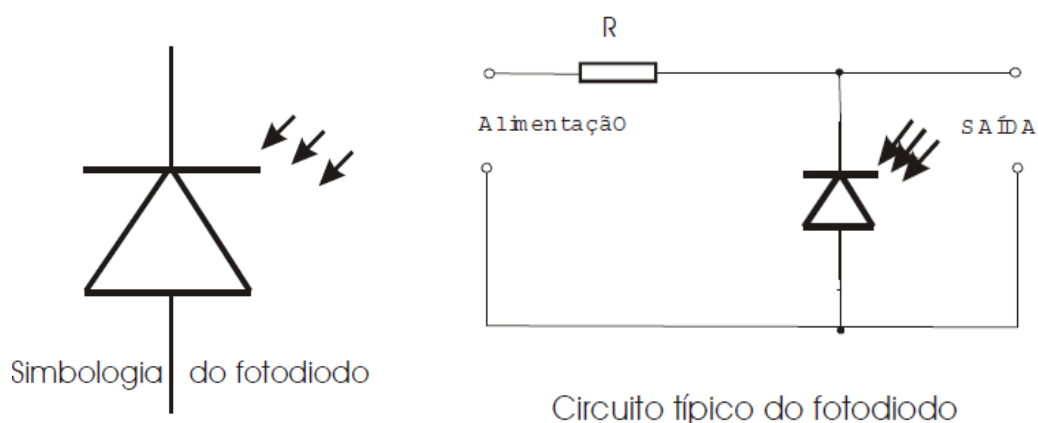 R
AlimentaçãO
SAÍDA
Simbologia do fotodiodo
Circuito típico do fotodiodo